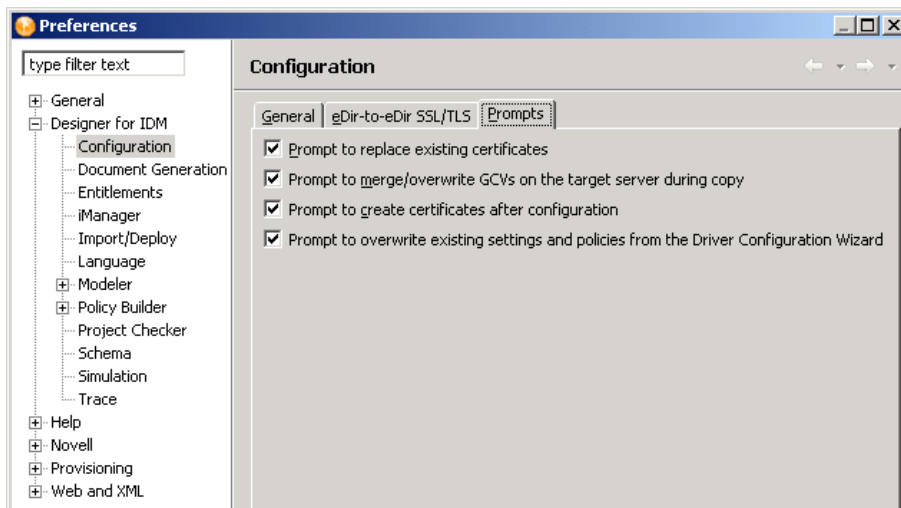 Preferences
type filter text
Configuration
General
Designer for IDM
Configuration
Document Generation
Entitlements
iManager
Import/Deploy
Language
Modeler
Policy Builder
Project Checker
Schema
Simulation
Trace
Help
Novell
Provisioning
Web and XML
General
eDir-to-eDir SSL/TLS
Prompts
Prompt to replace existing certificates
Prompt to merge/overwrite GCVs on the target server during copy
Prompt to create certificates after configuration
Prompt to overwrite existing settings and policies from the Driver Configuration Wizard